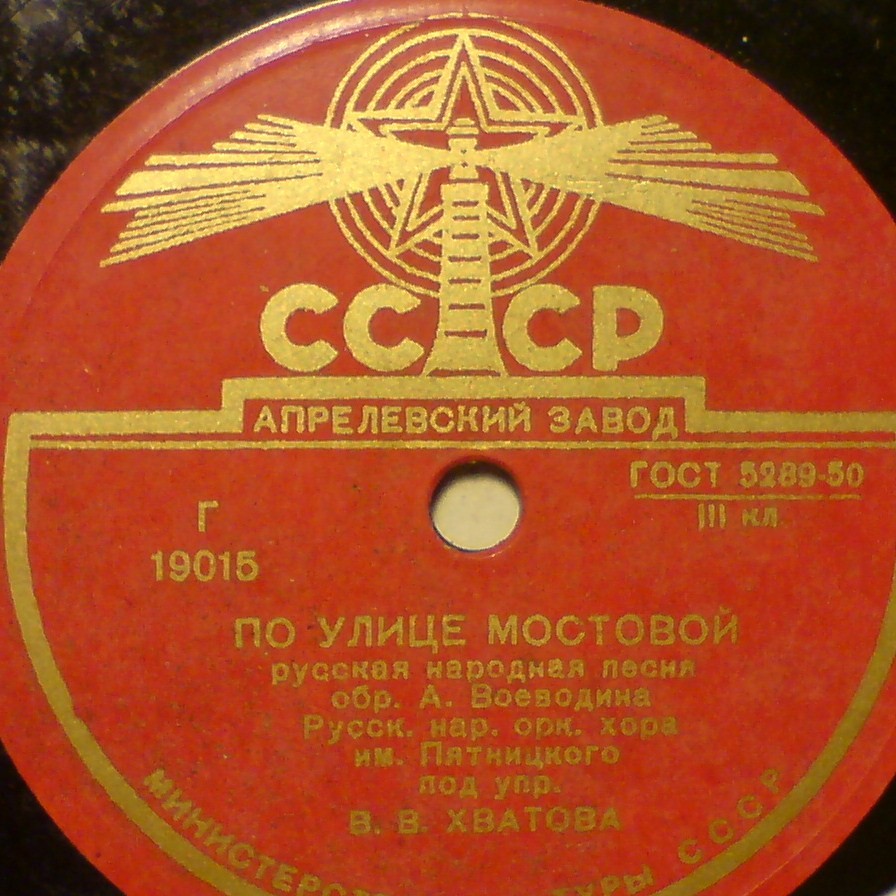 СССР
АПРЕЛЕВСКИЙ ЗАВОД
ГОСТ 5289-50
III кл.
Г
19015
ПО УЛИЦЕ МОСТОВОЙ
русская народная песня
обр. А. Воеводина
Русск. нар. орк. хора
им. Пятницкого
под упр.
В. В. ХВАТОВА
СССР